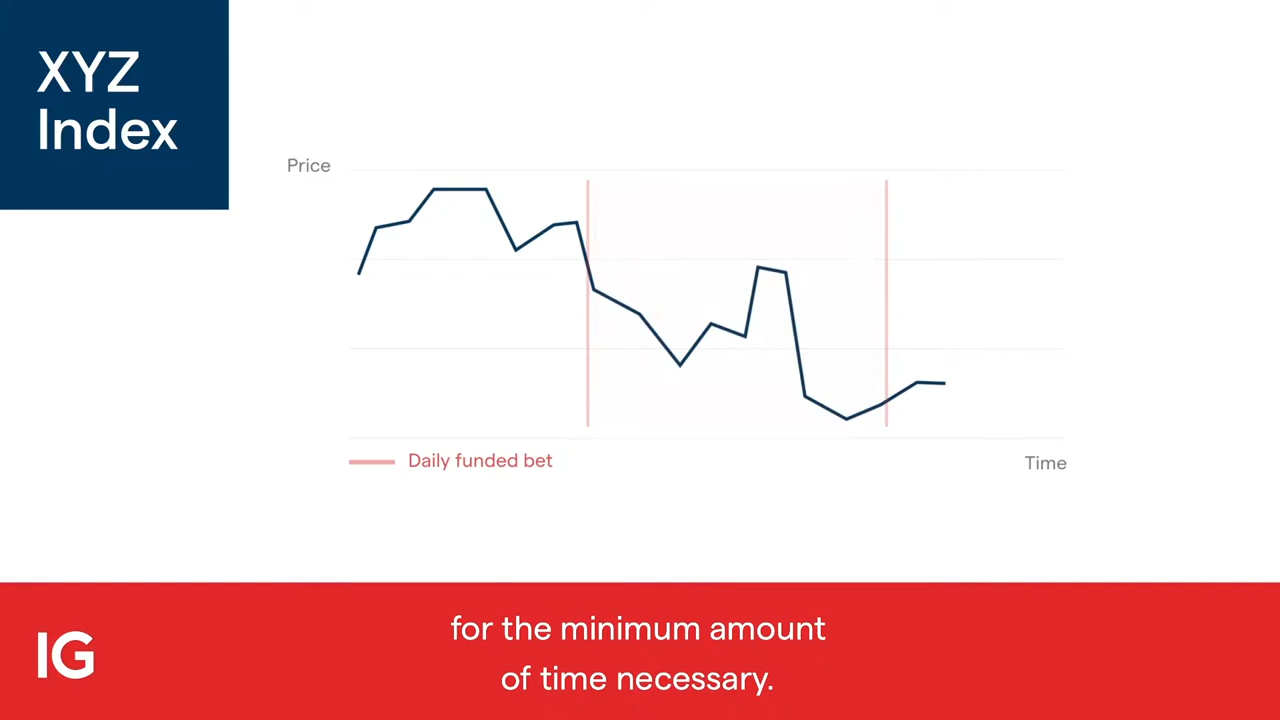 XYZ
Index
Price
Daily funded bet
Time
IG
for the minimum amount
of time necessary.